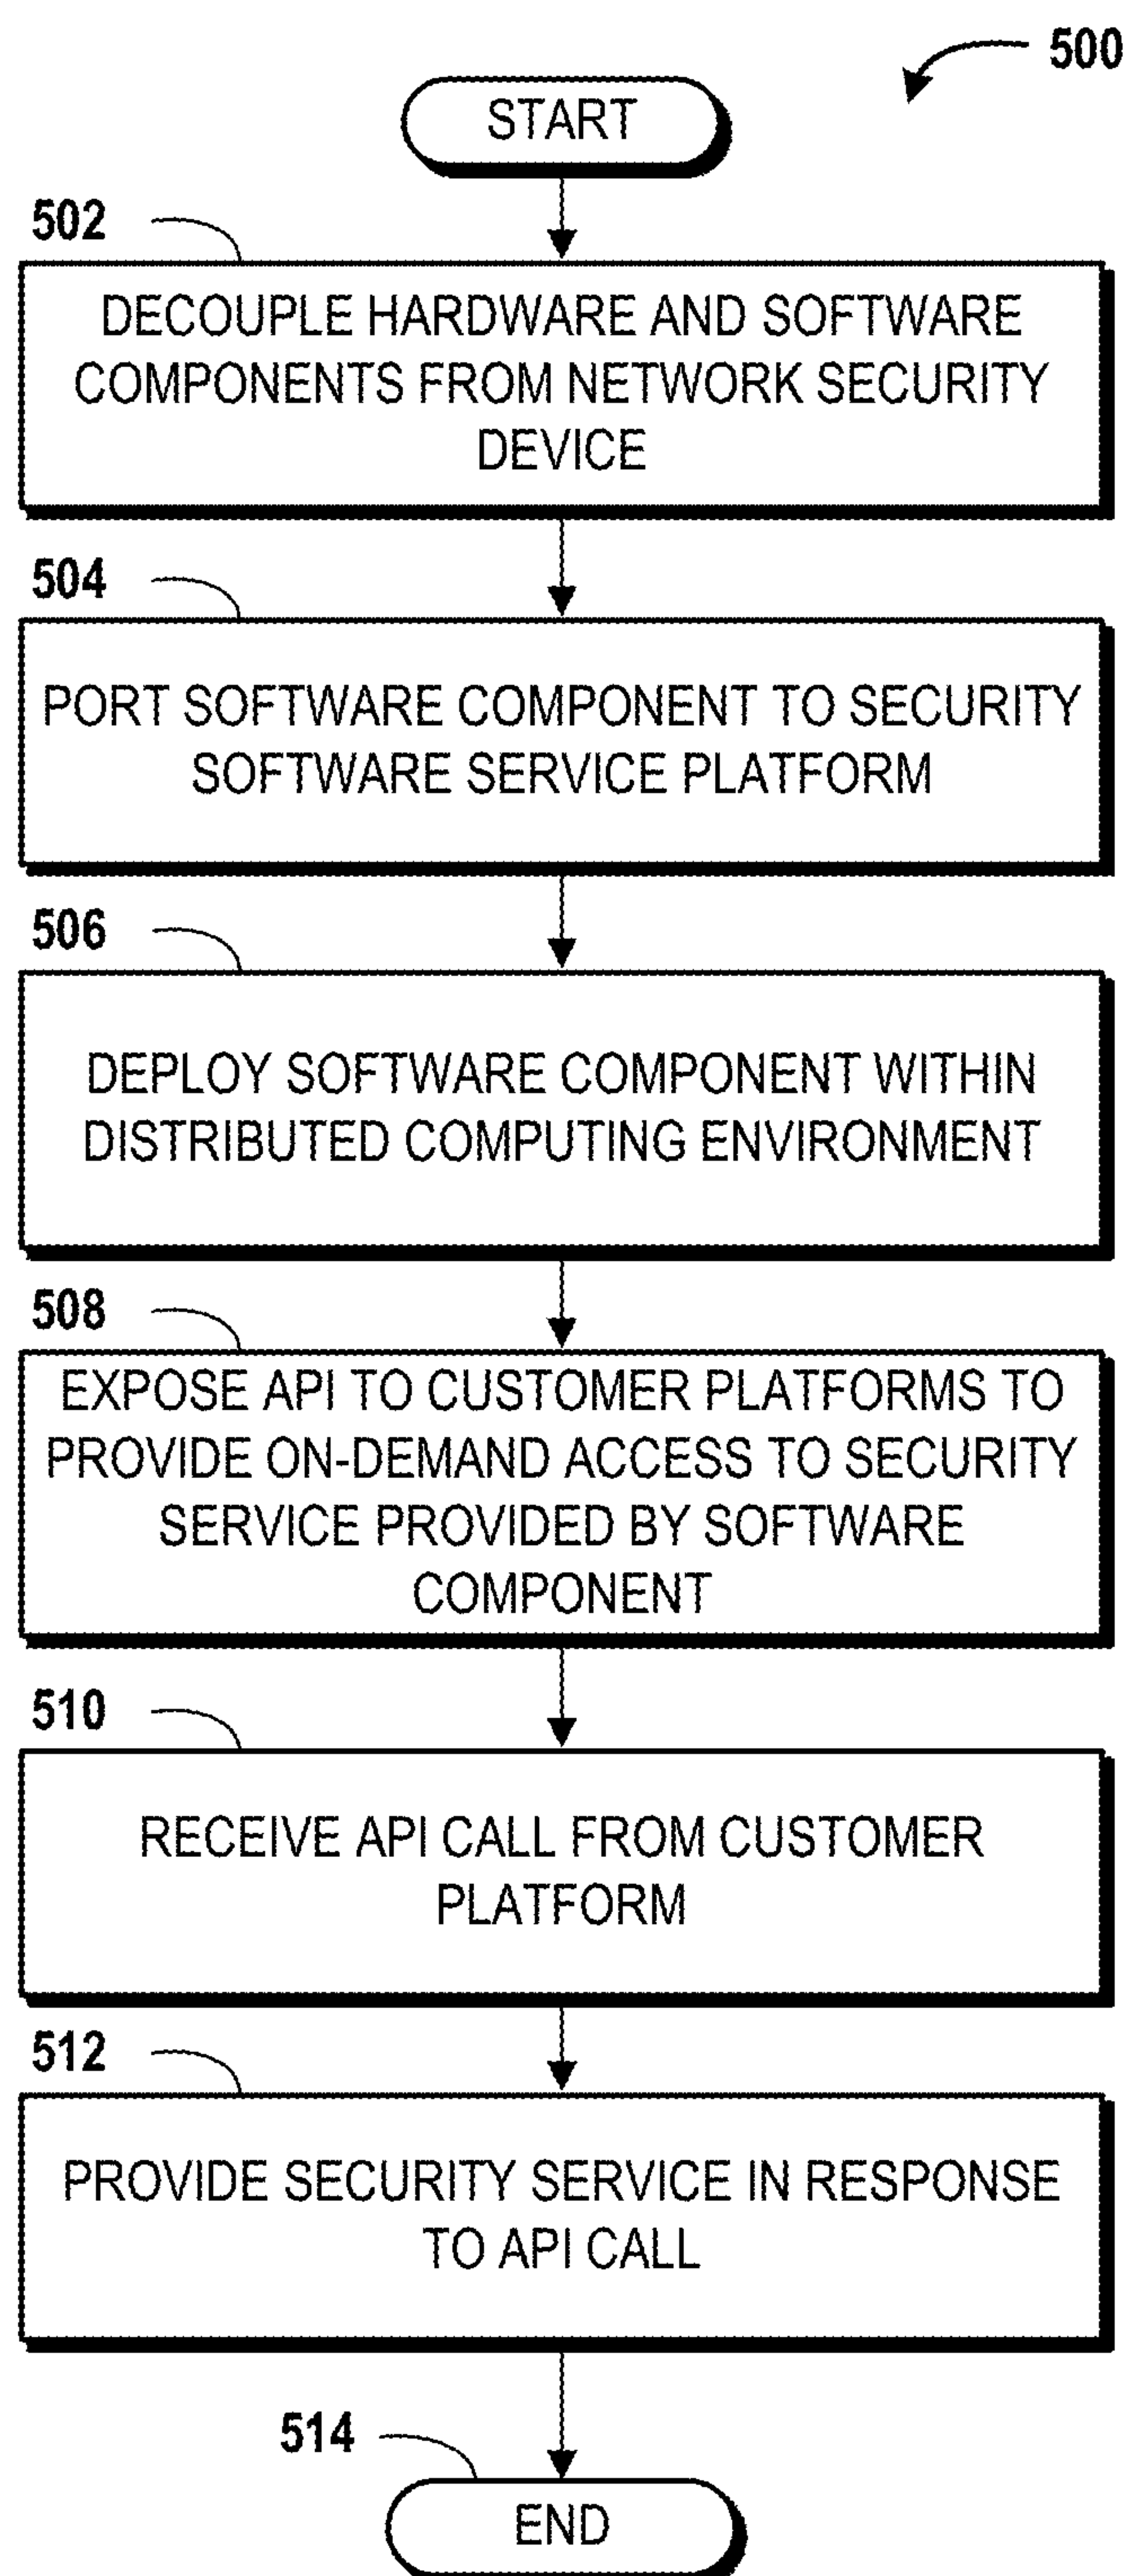 500
START
502
DECOUPLE HARDWARE AND SOFTWARE
COMPONENTS FROM NETWORK SECURITY
DEVICE
504
PORT SOFTWARE COMPONENT TO SECURITY
SOFTWARE SERVICE PLATFORM
506
DEPLOY SOFTWARE COMPONENT WITHIN
DISTRIBUTED COMPUTING ENVIRONMENT
508
EXPOSE API TO CUSTOMER PLATFORMS TO
PROVIDE ON-DEMAND ACCESS TO SECURITY
SERVICE PROVIDED BY SOFTWARE
COMPONENT
510
RECEIVE API CALL FROM CUSTOMER
PLATFORM
512
PROVIDE SECURITY SERVICE IN RESPONSE
TO API CALL
514
END